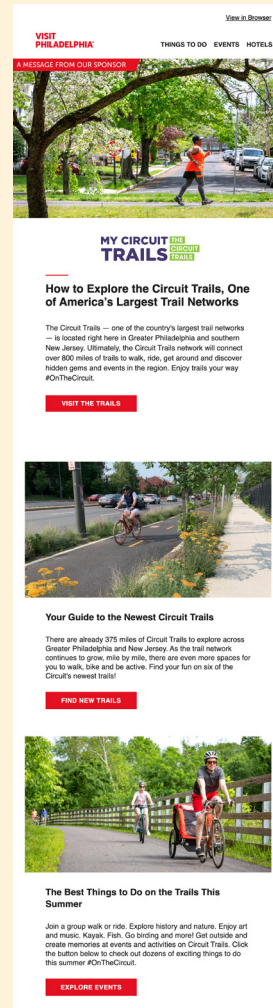 View in Browser
VISIT
PHILADELPHIA
THINGS TO DO EVENTS HOTELS
A MESSAGE FROM OUR SPONSOR
MY CIRCUIT THE
CIRCUIT
TRAILS TRAILS
How to Explore the Circuit Trails, One
of America's Largest Trail Networks
The Circuit Trails — one of the country's largest trail networks
— is located right here in Greater Philadelphia and southern
New Jersey. Ultimately, the Circuit Trails network will connect
over 800 miles of trails to walk, ride, get around and discover
hidden gems and events in the region. Enjoy trails your way
#OnTheCircuit.
VISIT THE TRAILS
Your Guide to the Newest Circuit Trails
There are already 375 miles of Circuit Trails to explore across
Greater Philadelphia and New Jersey. As the trail network
continues to grow, mile by mile, there are even more spaces for
you to walk, bike and be active. Find your fun on six of the
Circuit's newest trails!
FIND NEW TRAILS
The Best Things to Do on the Trails This
Summer
Join a group walk or ride. Explore history and nature. Enjoy art
and music. Kayak. Fish. Go birding and more! Get outside and
create memories at events and activities on Circuit Trails. Click
the button below to check out dozens of exciting things to do
this summer #OnTheCircuit.
EXPLORE EVENTS